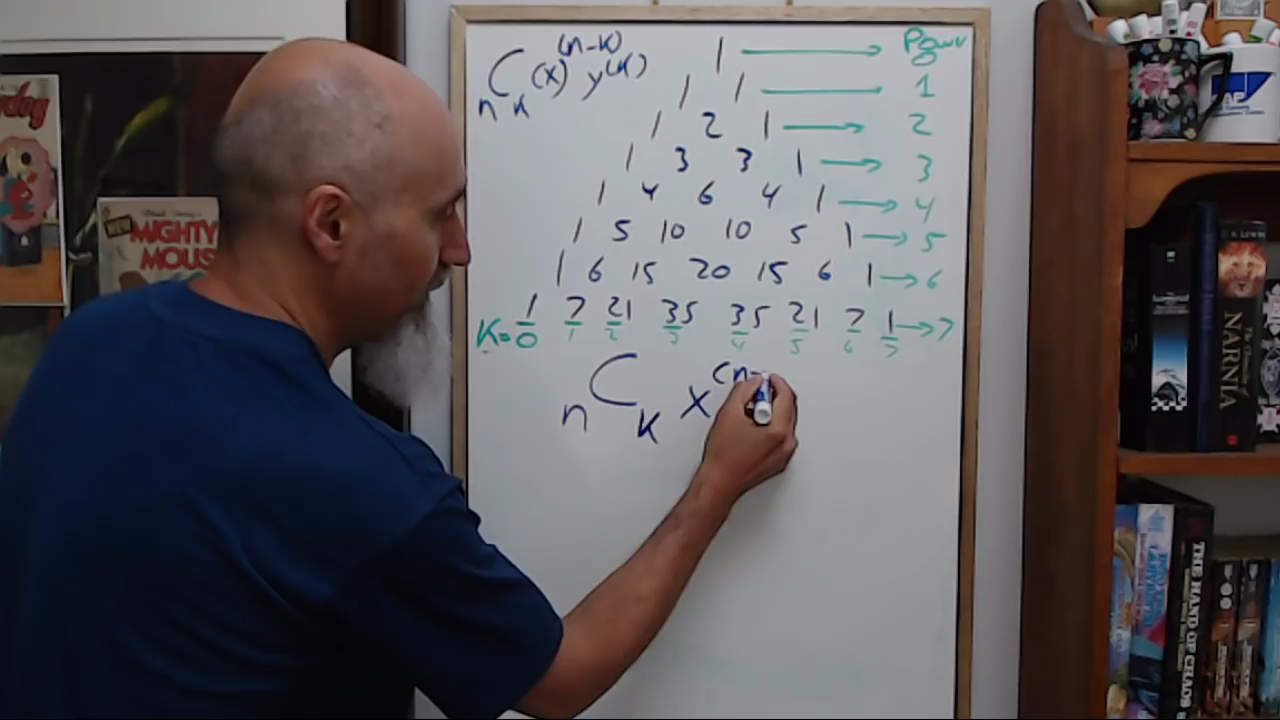 nCk (x)^(n-k) y^(k)
1 → Power 0
1 1 → 1
1 2 1 → 2
1 3 3 1 → 3
1 4 6 4 1 → 4
1 5 10 10 5 1 → 5
1 6 15 20 15 6 1 → 6
1 7 21 35 35 21 7 1 → 7
K= 0 1 2 3 4 5 6 7
nCk x^(n-
NEW
MIGHTY
MOUSE
NARNIA
THE HAND OF CHAOS